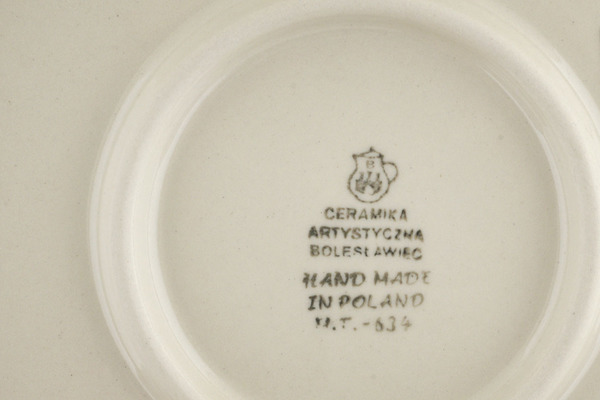 B
CERAMIKA
ARTYSTYCZNA
BOLESŁAWIEC
HAND MADE
IN POLAND
M.T.-634